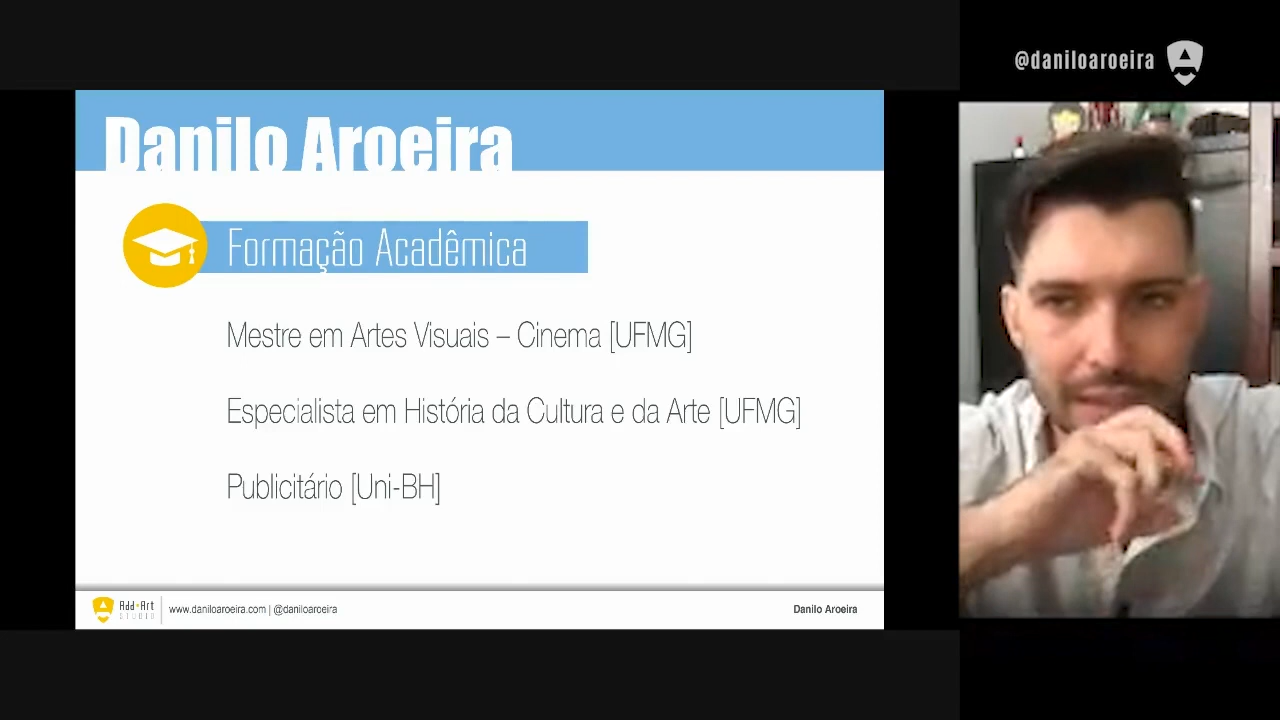 @daniloaroeira
Danilo Aroeira
Formação Acadêmica
Mestre em Artes Visuais – Cinema [UFMG]
Especialista em História da Cultura e da Arte [UFMG]
Publicitário [Uni-BH]
Add+Art
STUDIO
www.daniloaroeira.com | @daniloaroeira
Danilo Aroeira